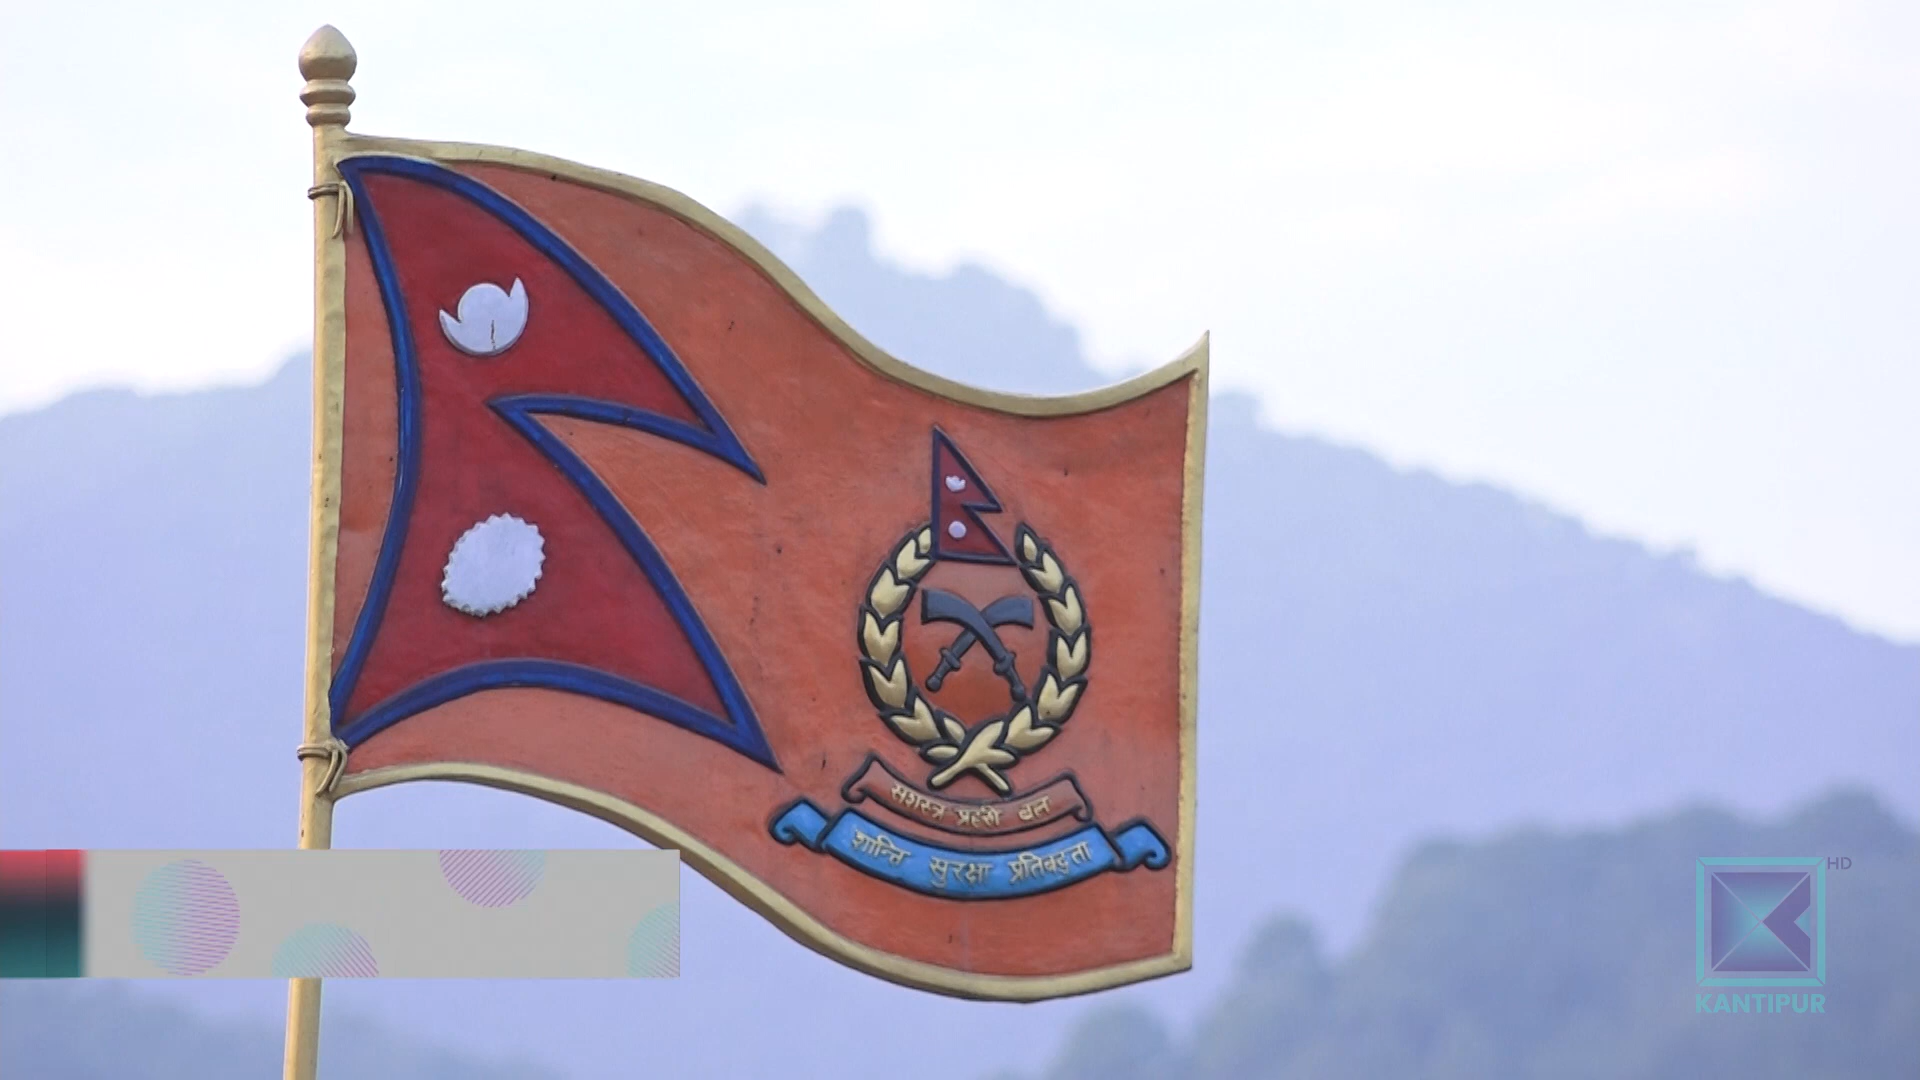 सशस्त्र प्रहरी बल
शान्ति सुरक्षा प्रतिबद्धता
HD
KANTIPUR